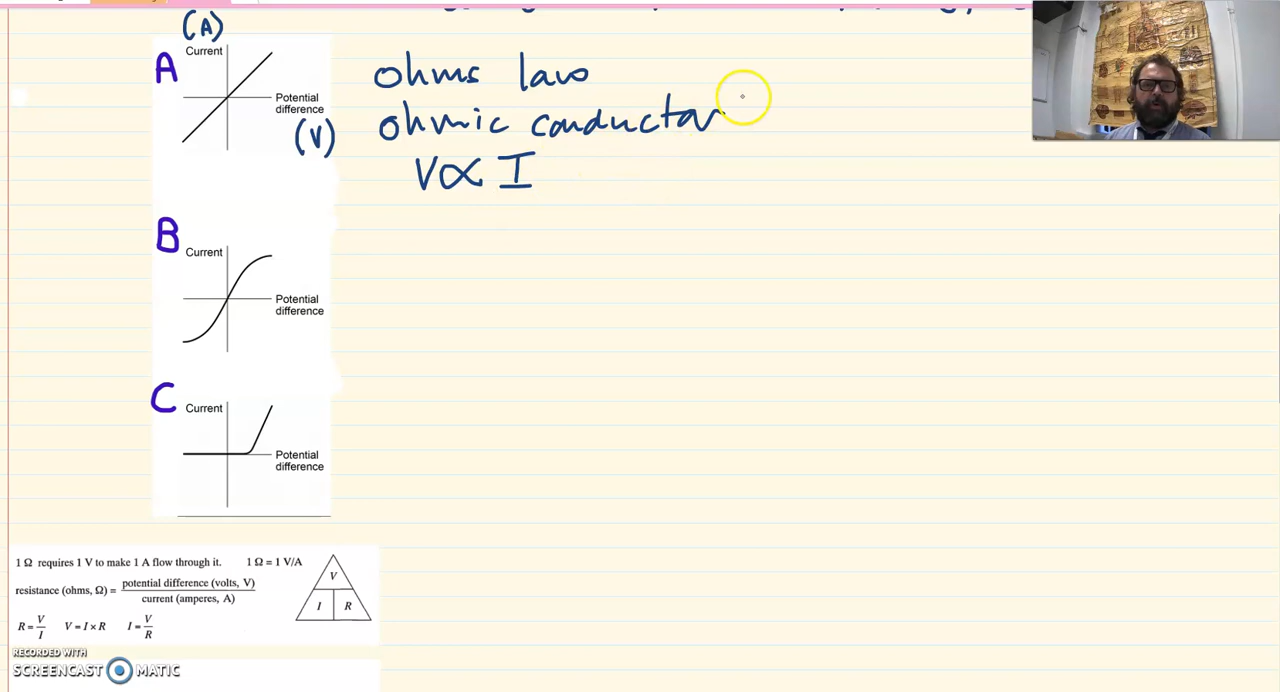 (A)
A
Current
Potential
difference
(V)
ohms law
ohmic conductor
V∝I
B
Current
Potential
difference
C
Current
Potential
difference
1 Ω requires 1 V to make 1 A flow through it. 1 Ω = 1 V/A
resistance (ohms, Ω) = potential difference (volts, V) / current (amperes, A)
R = V/I V = I × R I = V/R
V
I R
RECORDED WITH
SCREENCAST MATIC